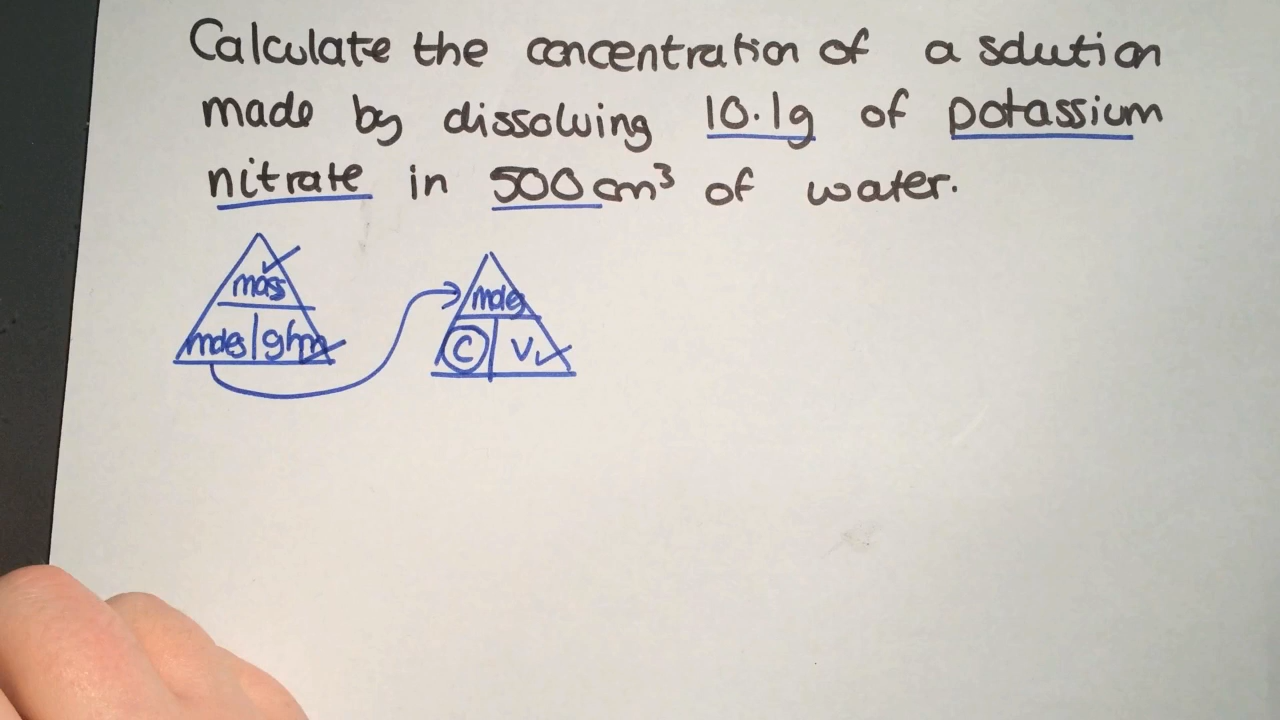 Calculate the concentration of a solution
made by dissolving 10.1g of potassium
nitrate in 500cm³ of water.
mass
moles
gfm
moles
C
V